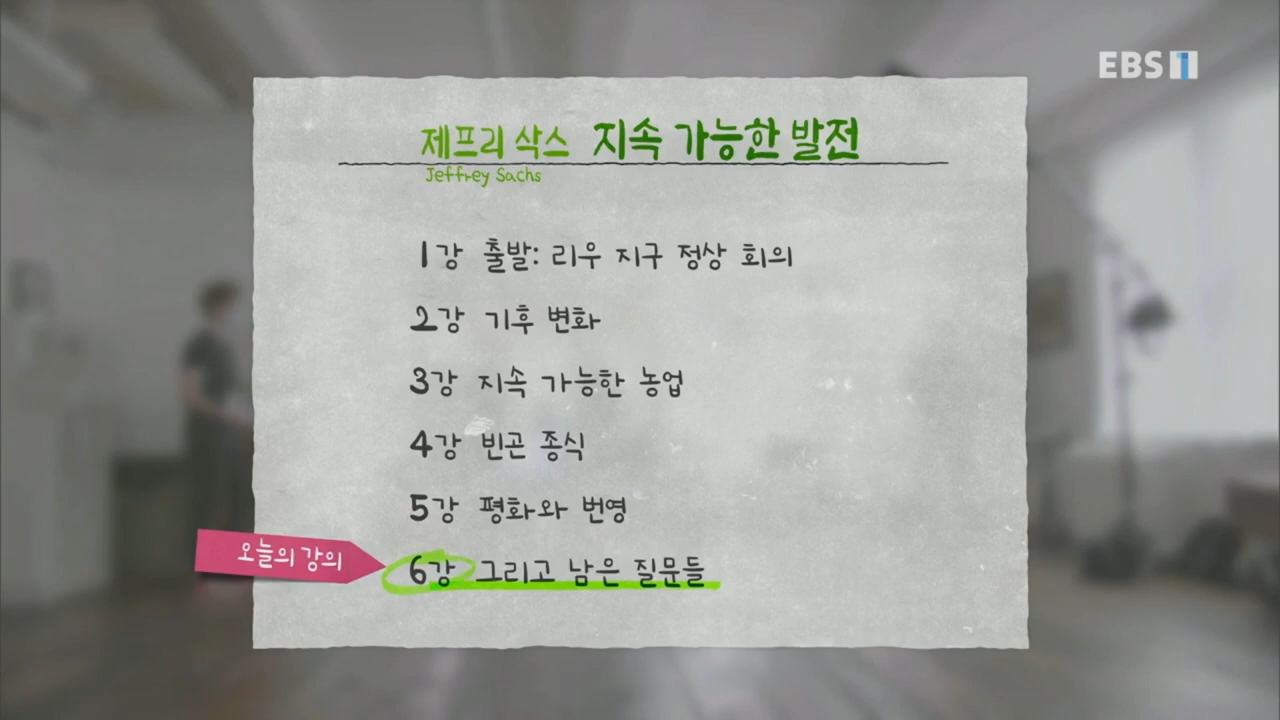 EBS 1
제프리 삭스 지속 가능한 발전
Jeffrey Sachs
1강 출발: 리우 지구 정상 회의
2강 기후 변화
3강 지속 가능한 농업
4강 빈곤 종식
5강 평화와 번영
오늘의 강의 6강 그리고 남은 질문들